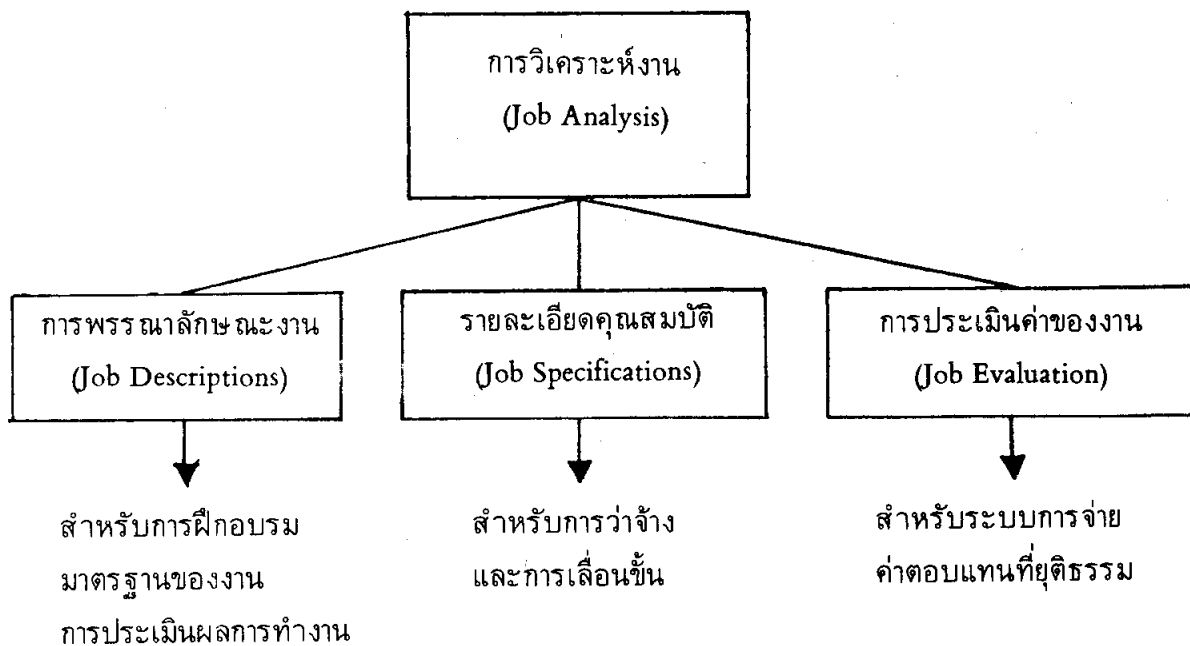 การวิเคราะห์งาน
(Job Analysis)
การพรรณาลักษณะงาน
(Job Descriptions)
รายละเอียดคุณสมบัติ
(Job Specifications)
การประเมินค่าของงาน
(Job Evaluation)
สำหรับการฝึกอบรม
มาตรฐานของงาน
การประเมินผลการทำงาน
สำหรับการว่าจ้าง
และการเลื่อนขั้น
สำหรับระบบการจ่าย
ค่าตอบแทนที่ยุติธรรม